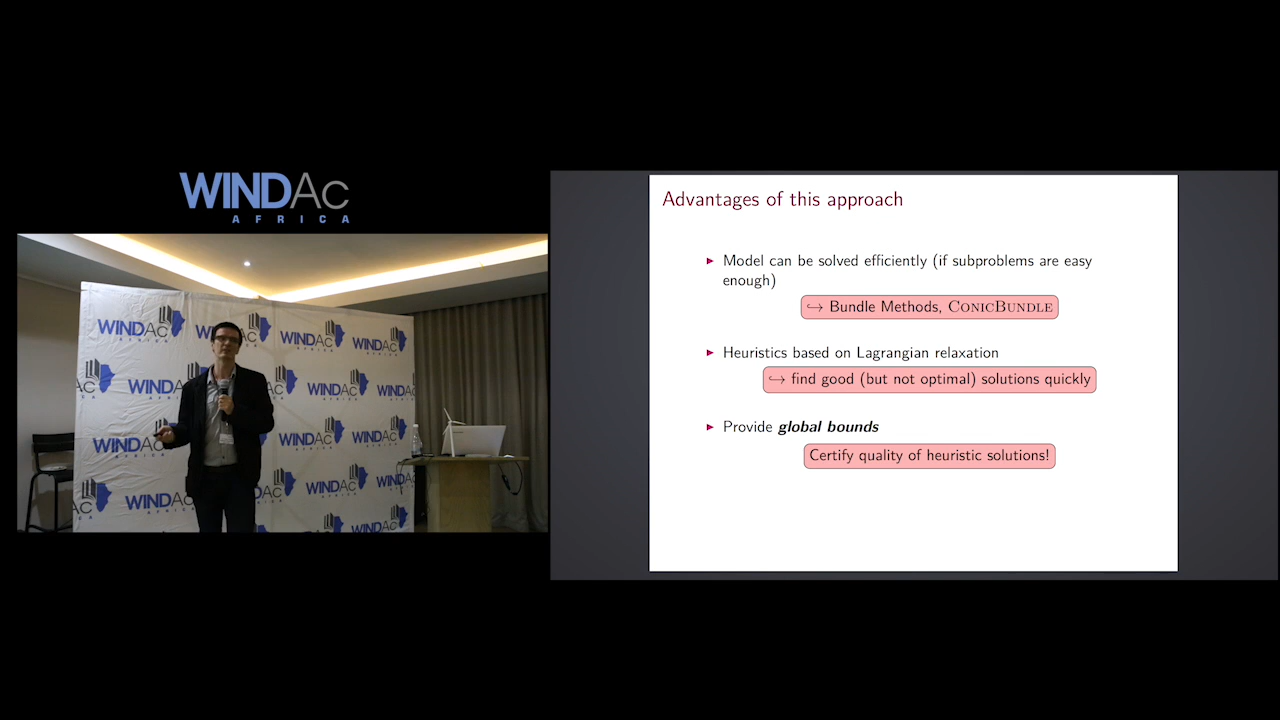 WINDAC
AFRICA
Advantages of this approach
▶ Model can be solved efficiently (if subproblems are easy
enough)
↪ Bundle Methods, CONICBUNDLE
▶ Heuristics based on Lagrangian relaxation
↪ find good (but not optimal) solutions quickly
▶ Provide global bounds
Certify quality of heuristic solutions!